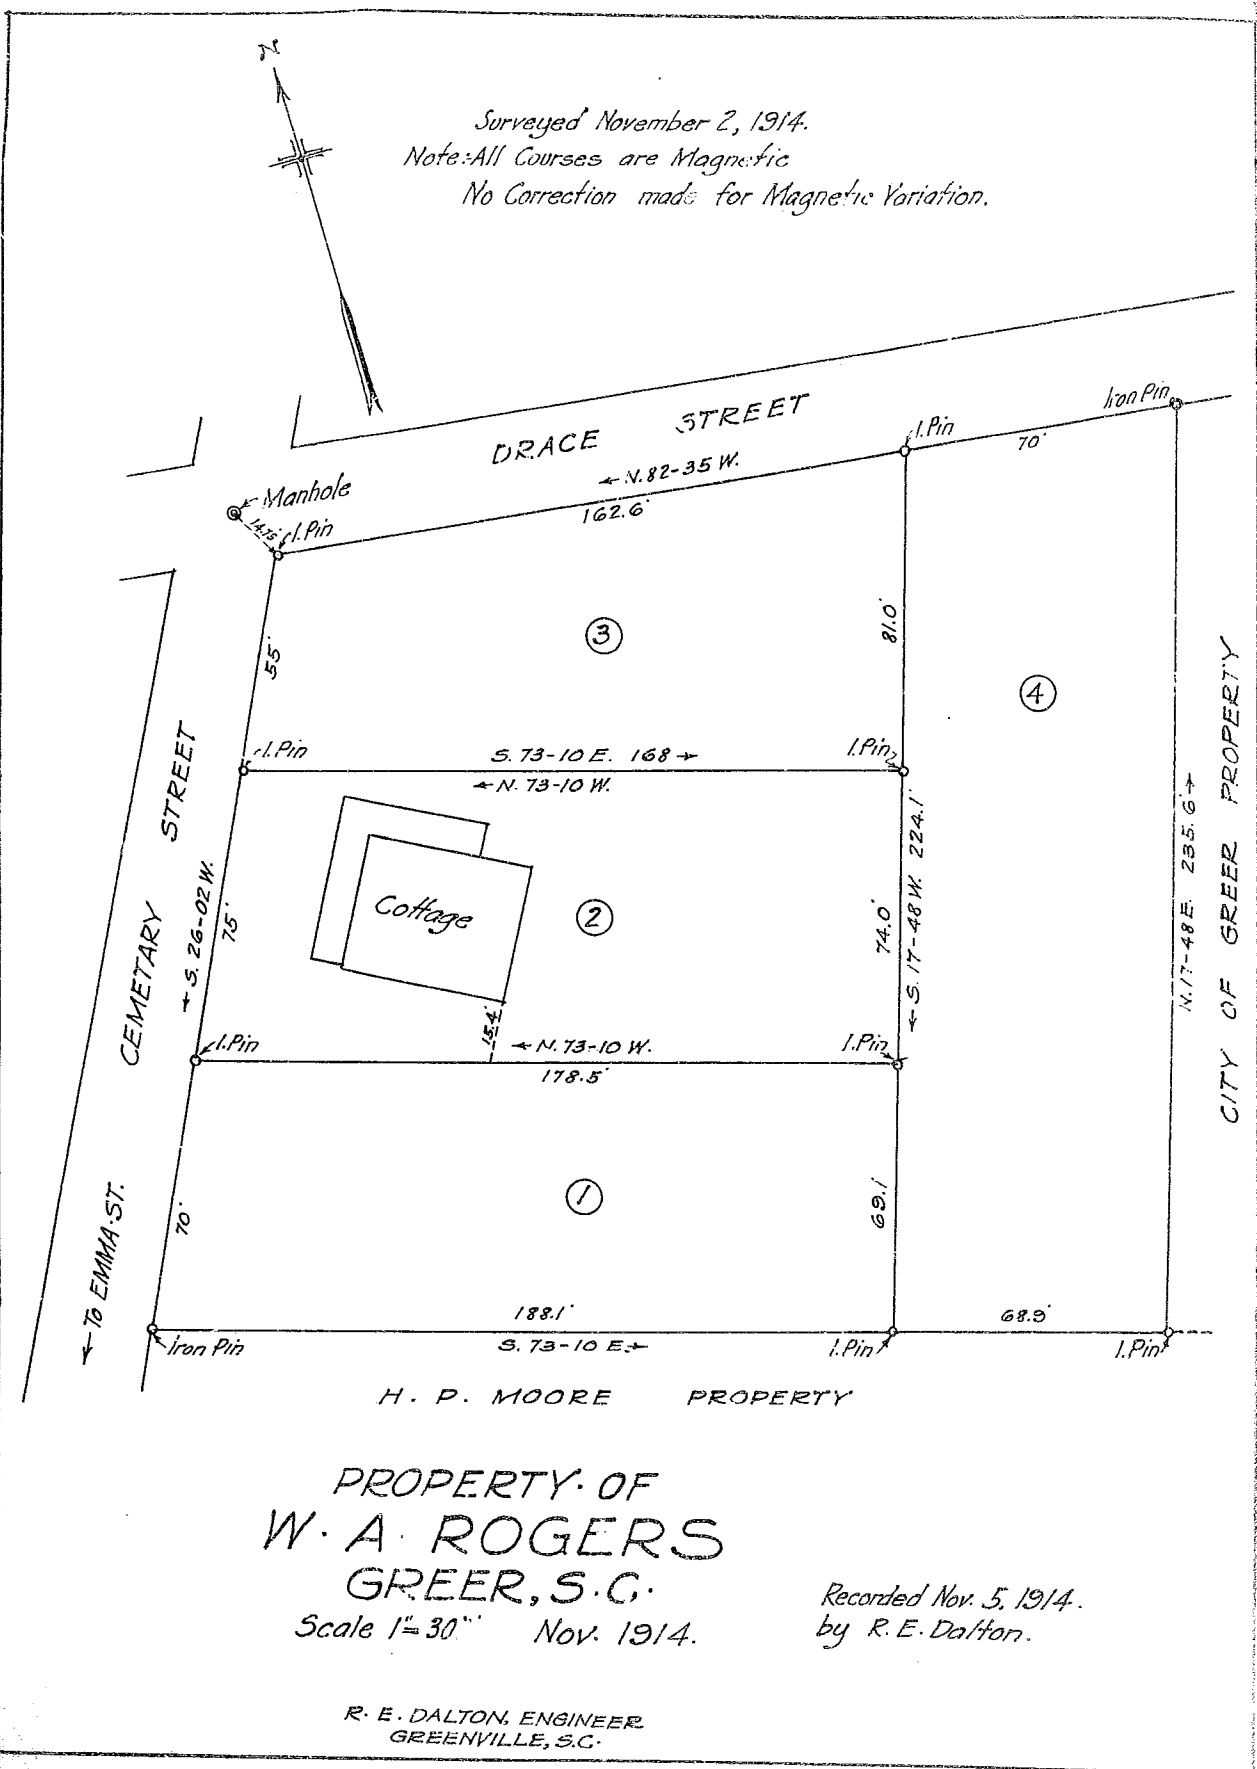 N
Surveyed November 2, 1914.
Note:-All Courses are Magnetic
No Correction made for Magnetic Variation.
DRACE STREET
Iron Pin
I.Pin
70'
← N.82-35 W.
162.6'
Manhole
14.75'
I.Pin
55'
3
81.0'
4
I.Pin
S. 73-10 E. 168 →
I.Pin
← N. 73-10 W.
CEMETARY STREET
← S. 26-02 W.
75'
Cottage
2
74.0'
← S. 17-48 W. 224.1'
N. 17-48 E. 235.6' →
CITY OF GREER PROPERTY
15.4'
I.Pin
← N. 73-10 W.
I.Pin
178.5'
1
70'
69.1'
← To EMMA ST.
188.1'
68.9'
Iron Pin
S. 73-10 E. →
I.Pin
I.Pin
H. P. MOORE PROPERTY
PROPERTY OF
W. A. ROGERS
GREER, S.C.
Scale 1"=30' Nov. 1914.
Recorded Nov. 5, 1914.
by R. E. Dalton.
R. E. DALTON, ENGINEER
GREENVILLE, S.C.